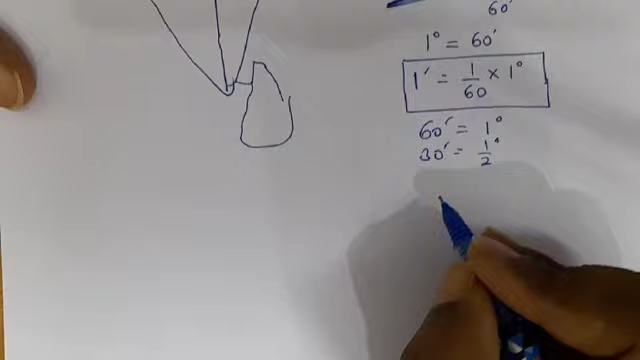 60′
1° = 60′
1′ = 1/60 × 1°
60′ = 1°
30′ = 1/2°